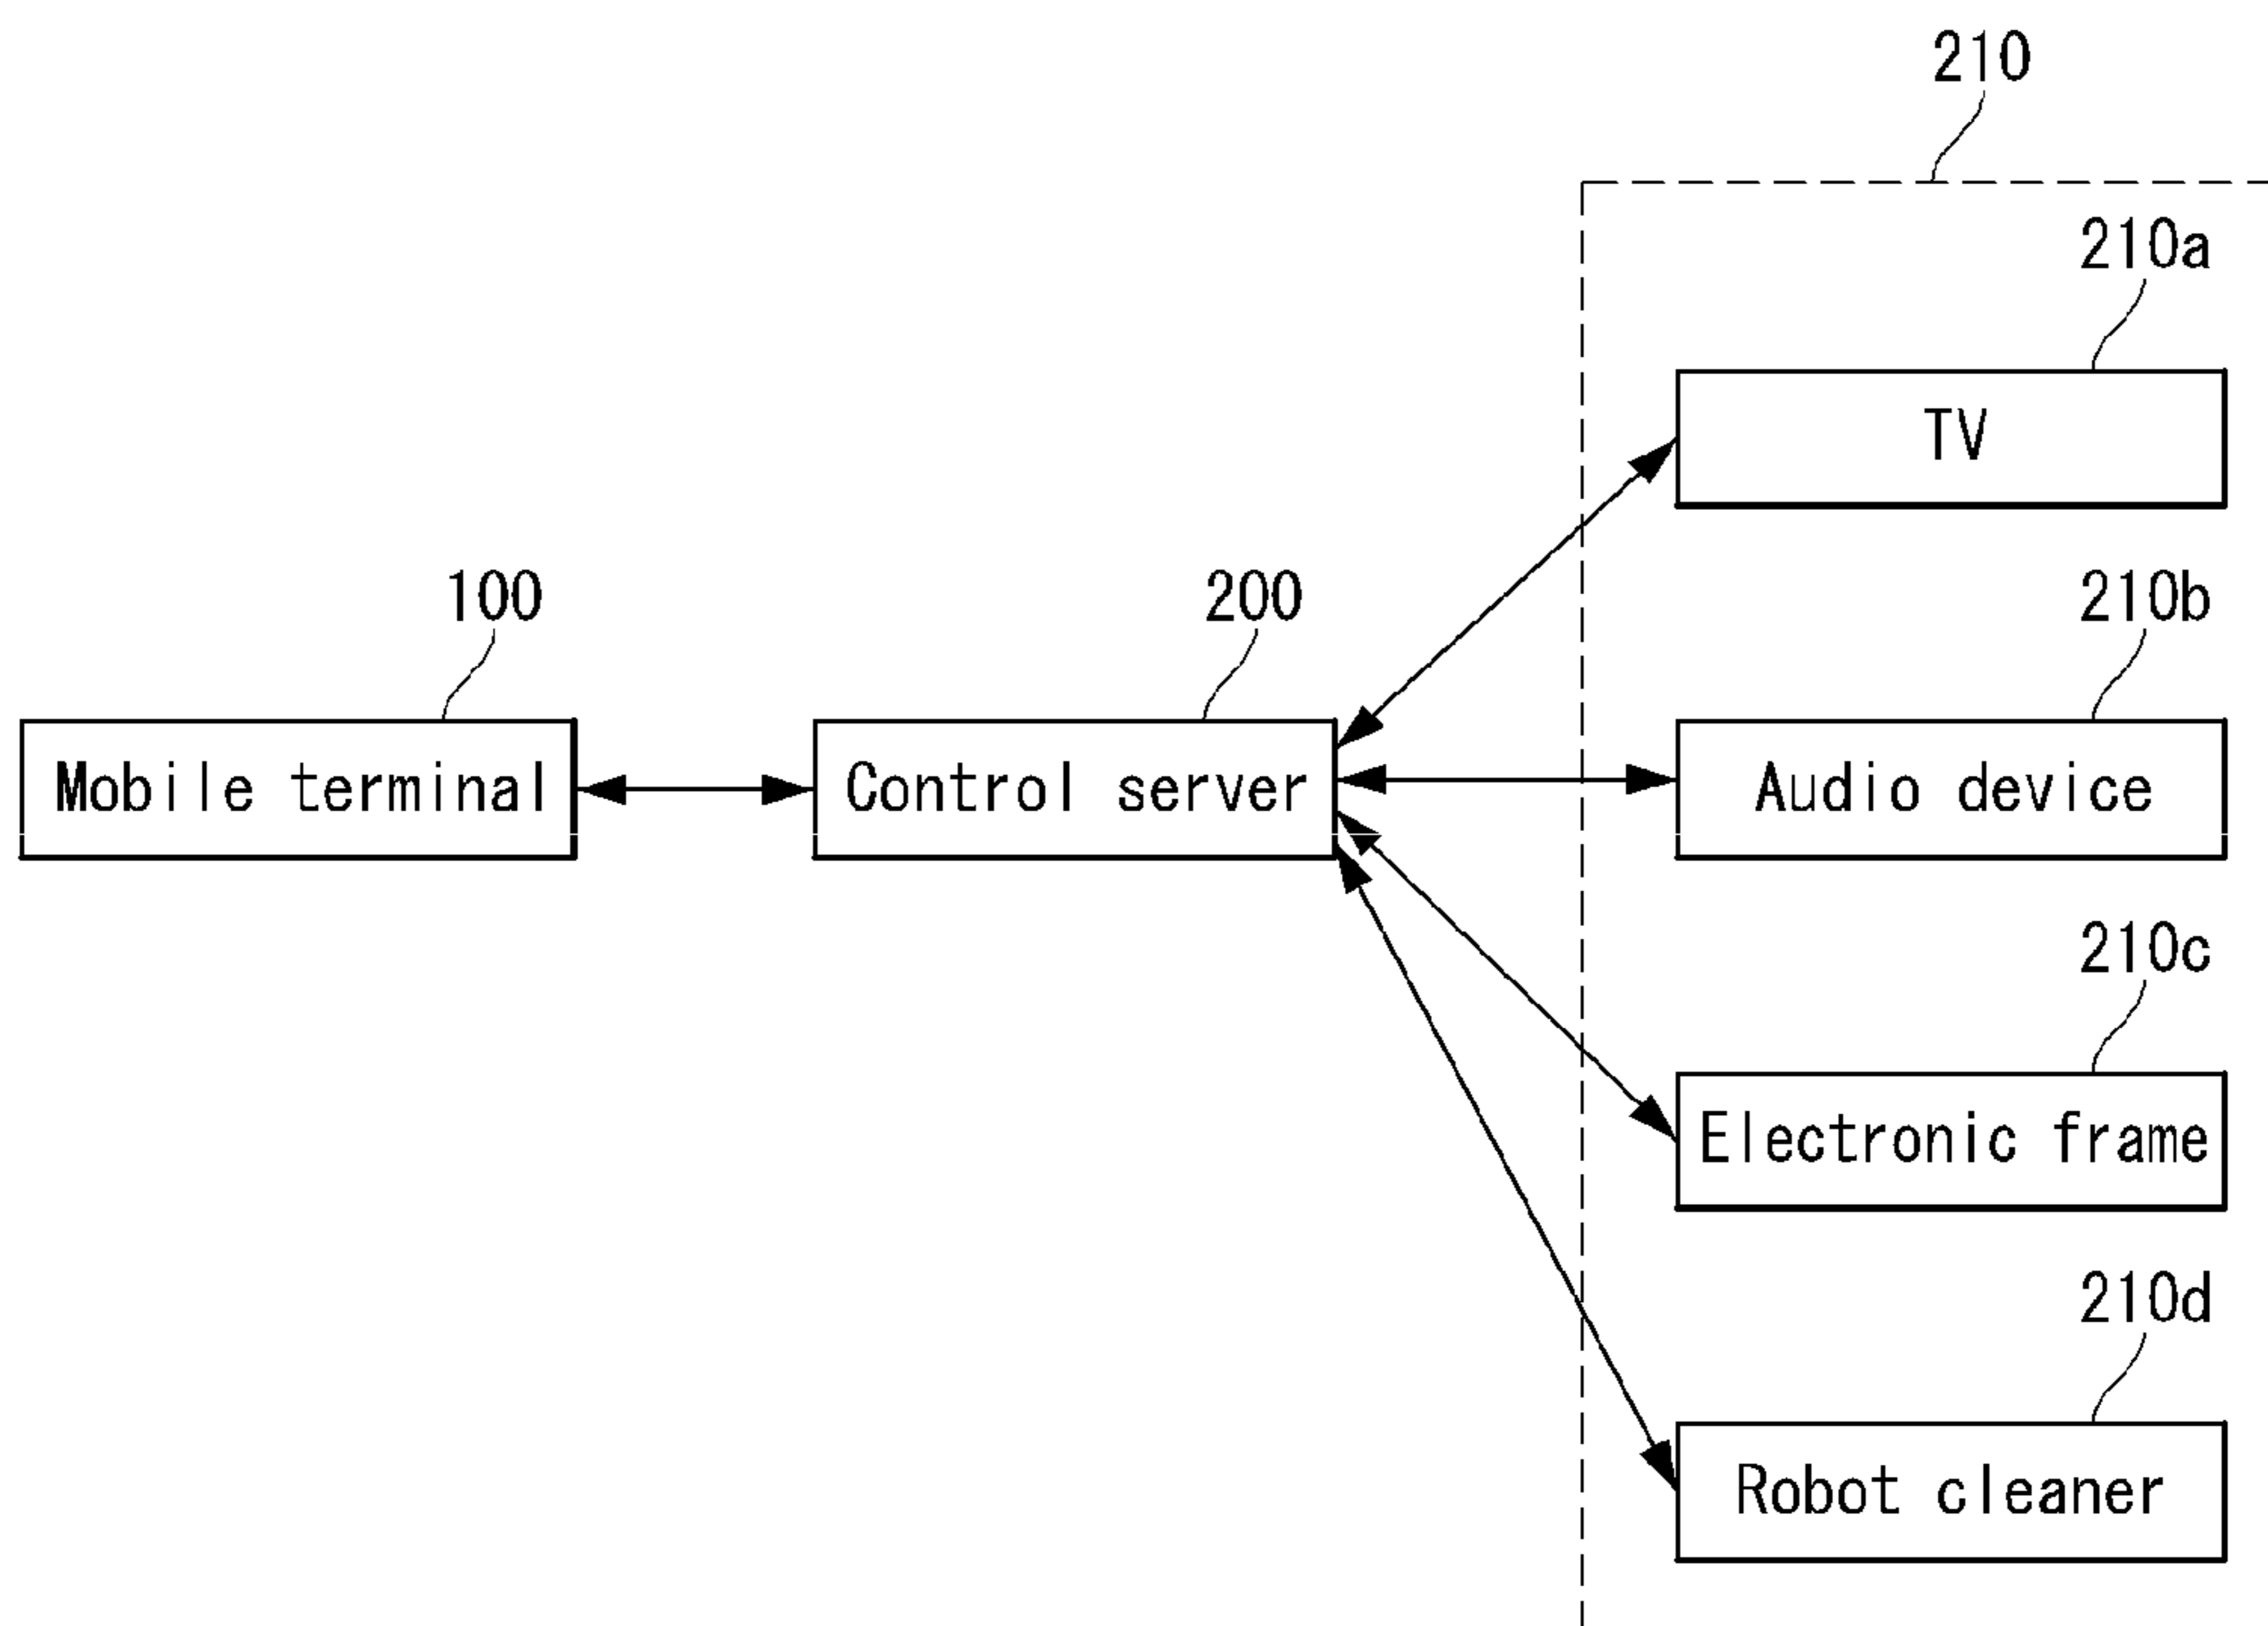 210
210a
TV
100
200
210b
Mobile terminal
Control server
Audio device
210c
Electronic frame
210d
Robot cleaner